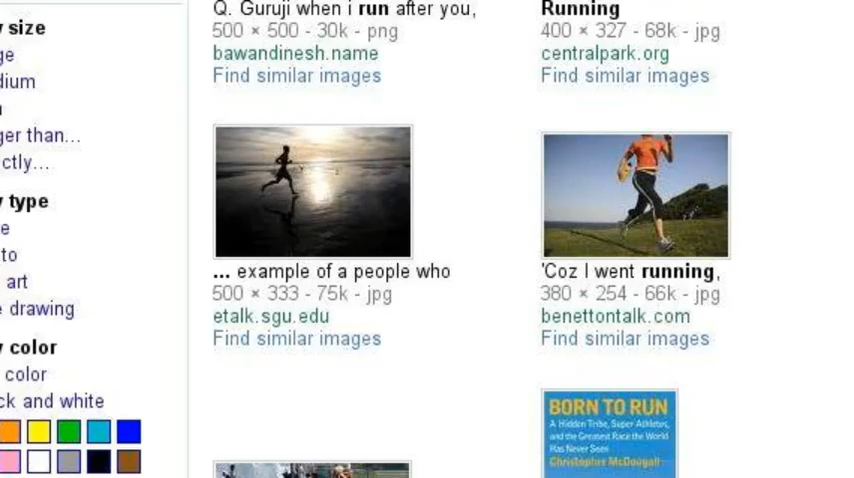 y size
ge
dium
n
ger than...
ctly...
y type
e
to
art
e drawing
y color
color
ck and white
Q. Guruji when i run after you,
500 × 500 - 30k - png
bawandinesh.name
Find similar images
Running
400 × 327 - 68k - jpg
centralpark.org
Find similar images
... example of a people who
500 × 333 - 75k - jpg
etalk.sgu.edu
Find similar images
'Coz I went running,
380 × 254 - 66k - jpg
benettontalk.com
Find similar images
BORN TO RUN
A Hidden Tribe, Super Athletes,
and the Greatest Race the World
Has Never Seen
Christopher McDougall